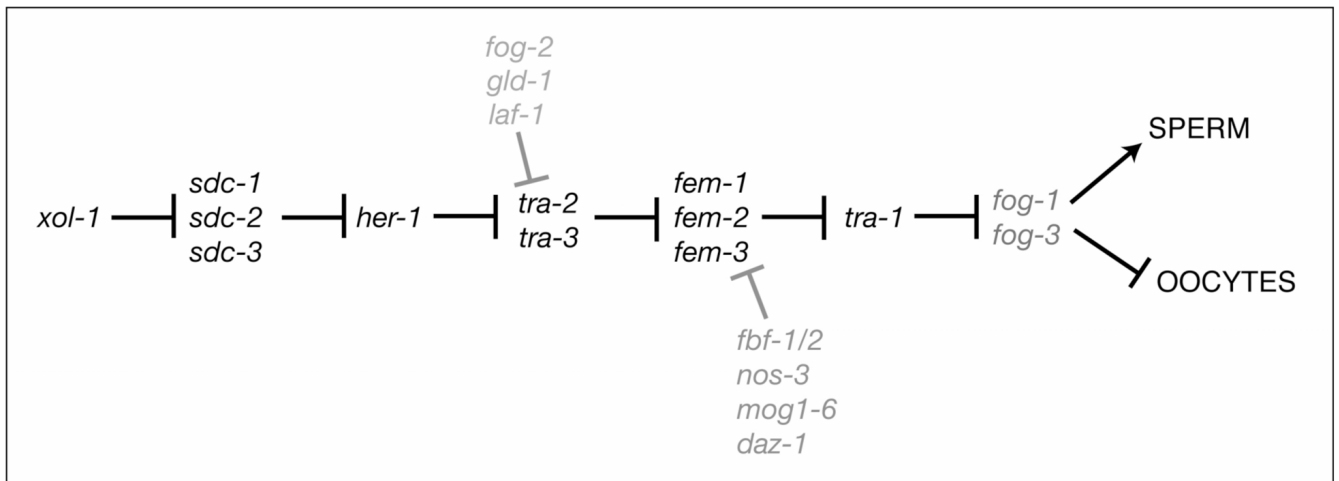 fog-2
gld-1
laf-1
SPERM
xol-1
sdc-1
sdc-2
sdc-3
her-1
tra-2
tra-3
fem-1
fem-2
fem-3
tra-1
fog-1
fog-3
OOCYTES
fbf-1/2
nos-3
mog1-6
daz-1